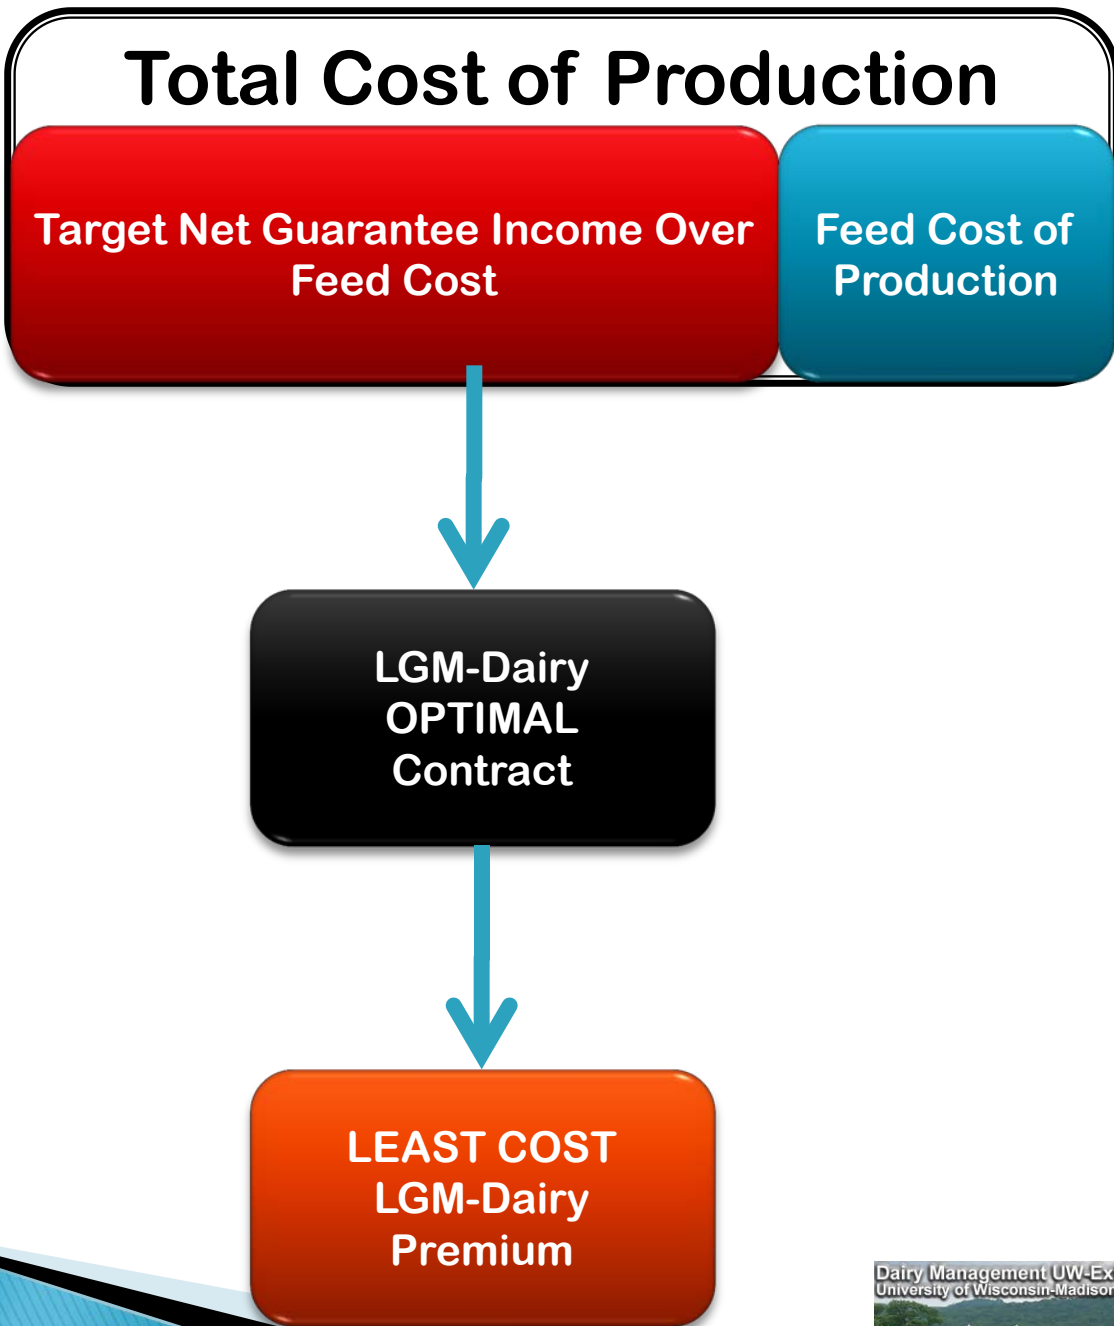 Total Cost of Production
Target Net Guarantee Income Over
Feed Cost
Feed Cost of
Production
LGM-Dairy
OPTIMAL
Contract
LEAST COST
LGM-Dairy
Premium
Dairy Management UW-Ex
University of Wisconsin-Madison